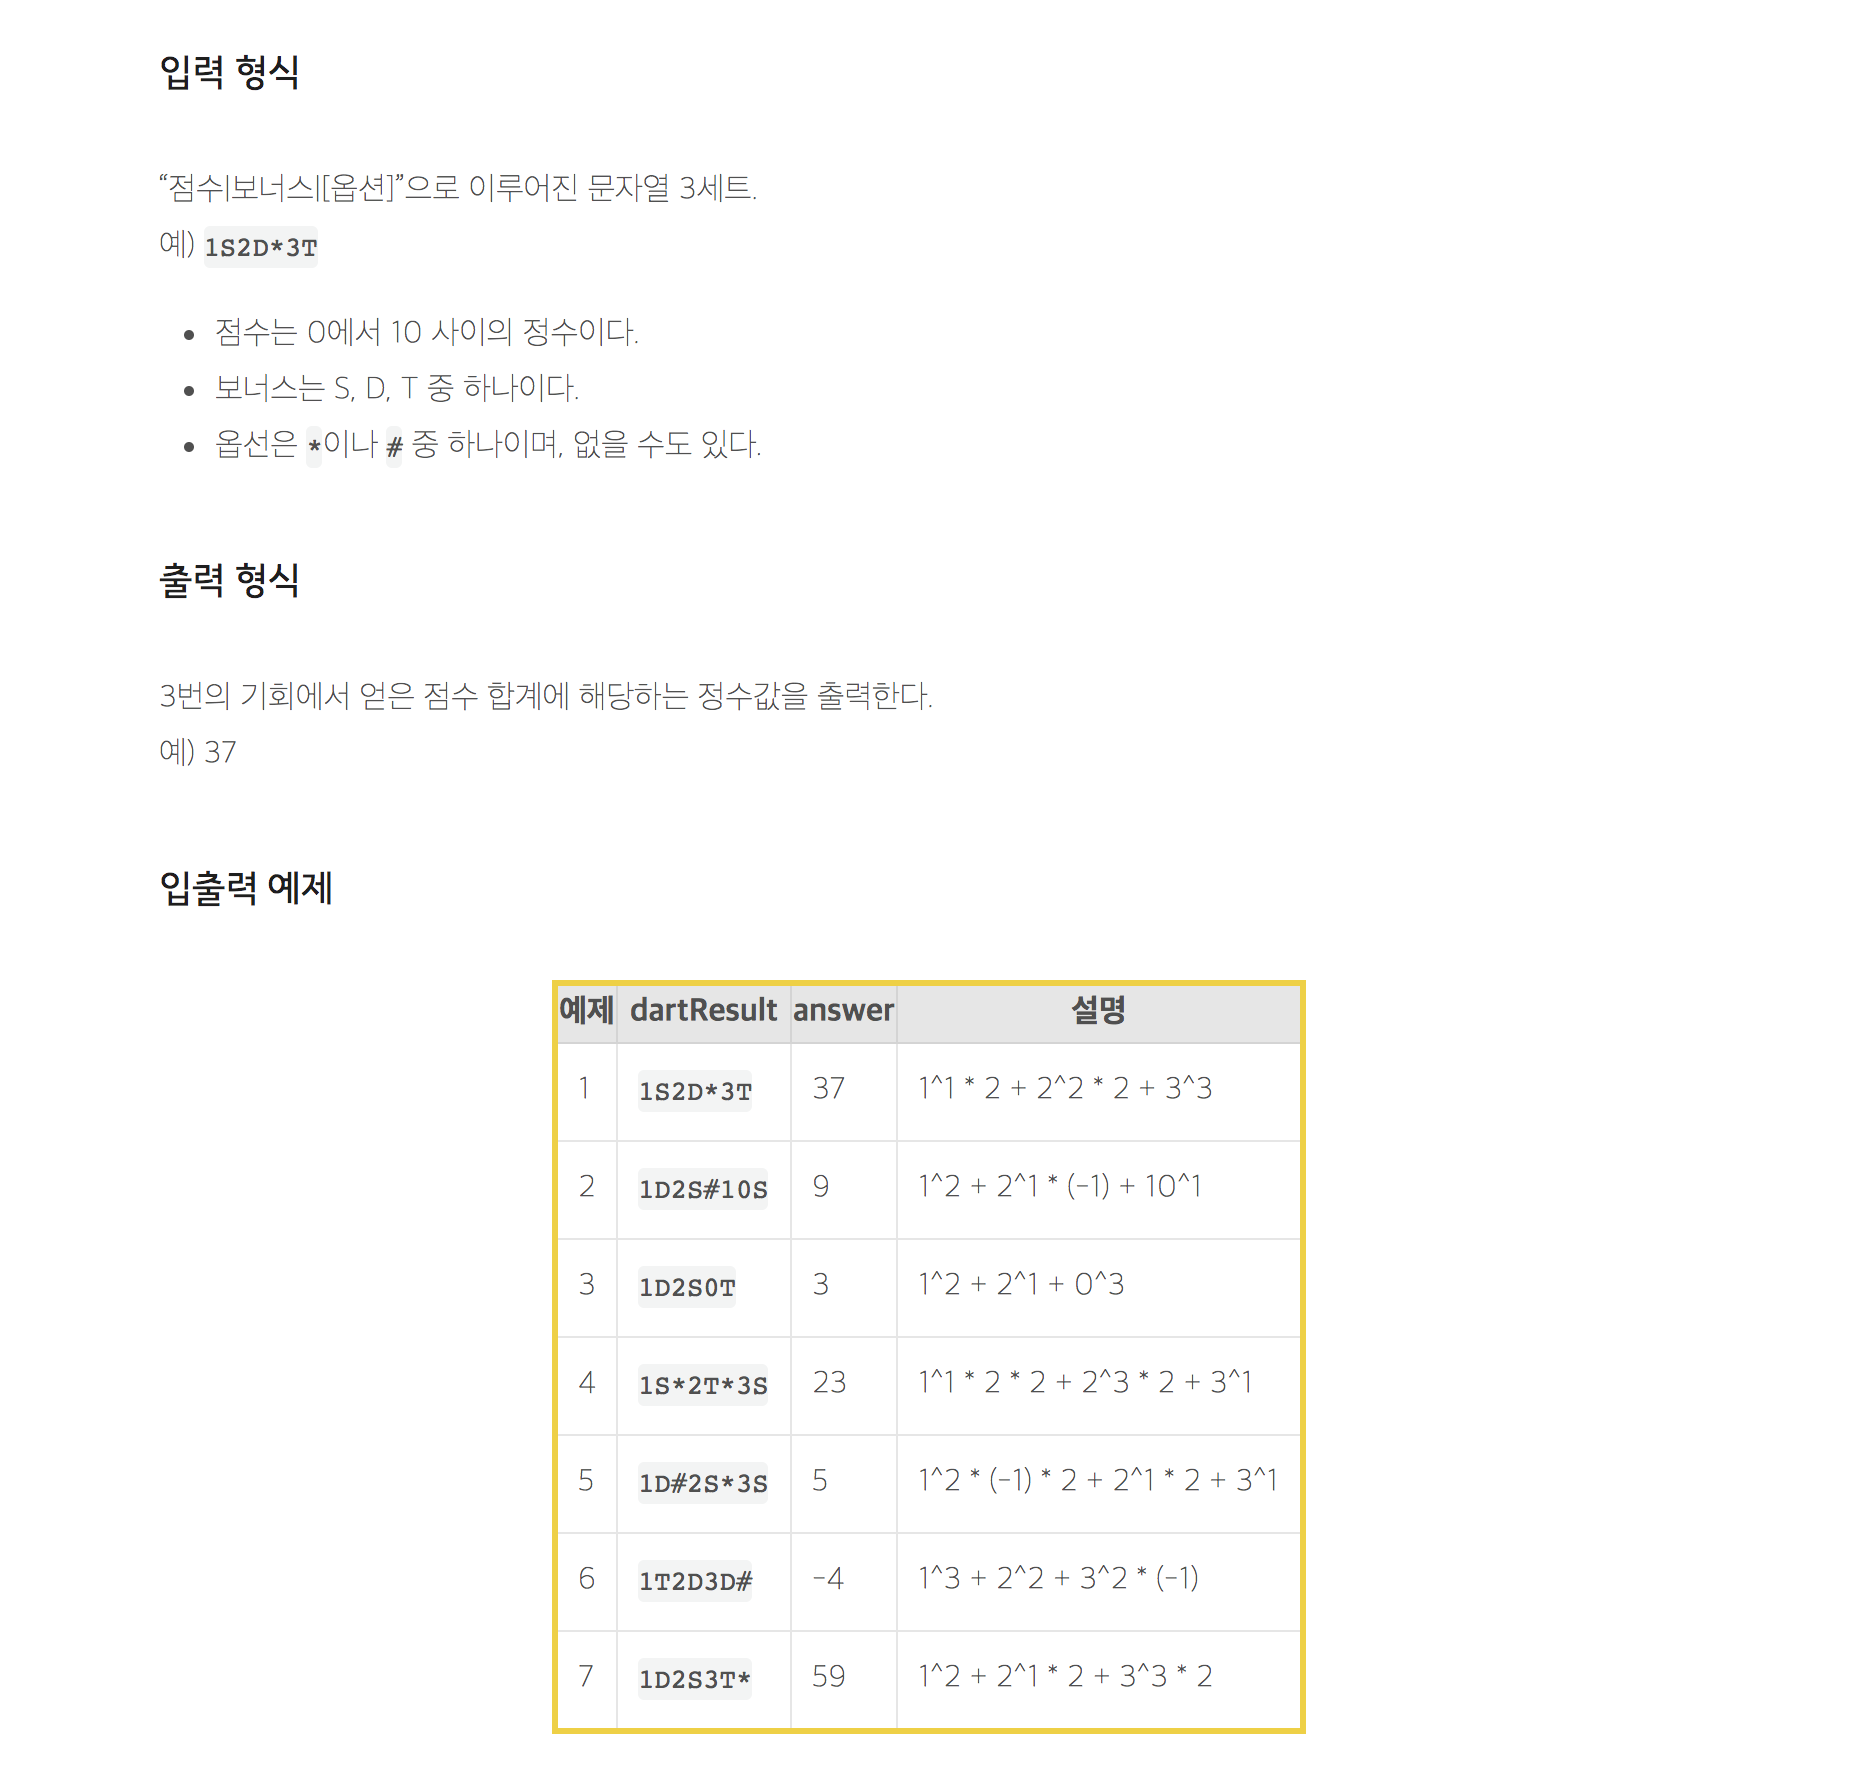 입력 형식
“점수|보너스|[옵션]”으로 이루어진 문자열 3세트.
예) 1S2D*3T
• 점수는 0에서 10 사이의 정수이다.
• 보너스는 S, D, T 중 하나이다.
• 옵선은 *이나 # 중 하나이며, 없을 수도 있다.
출력 형식
3번의 기회에서 얻은 점수 합계에 해당하는 정수값을 출력한다.
예) 37
입출력 예제
예제 dartResult answer 설명
1 1S2D*3T 37 1^1 * 2 + 2^2 * 2 + 3^3
2 1D2S#10S 9 1^2 + 2^1 * (-1) + 10^1
3 1D2S0T 3 1^2 + 2^1 + 0^3
4 1S*2T*3S 23 1^1 * 2 * 2 + 2^3 * 2 + 3^1
5 1D#2S*3S 5 1^2 * (-1) * 2 + 2^1 * 2 + 3^1
6 1T2D3D# -4 1^3 + 2^2 + 3^2 * (-1)
7 1D2S3T* 59 1^2 + 2^1 * 2 + 3^3 * 2